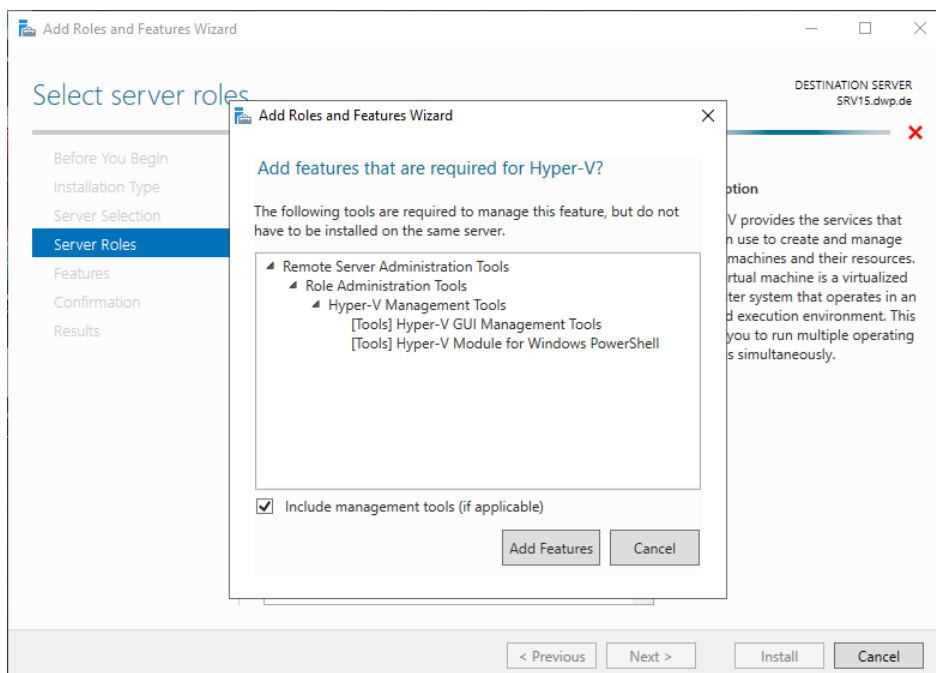 Add Roles and Features Wizard
Select server roles
DESTINATION SERVER
SRV15.dwp.de
Before You Begin
Installation Type
Server Selection
Server Roles
Features
Confirmation
Results
Add Roles and Features Wizard
Add features that are required for Hyper-V?
The following tools are required to manage this feature, but do not
have to be installed on the same server.
Remote Server Administration Tools
Role Administration Tools
Hyper-V Management Tools
[Tools] Hyper-V GUI Management Tools
[Tools] Hyper-V Module for Windows PowerShell
Include management tools (if applicable)
Add Features
Cancel
V provides the services that
use to create and manage
machines and their resources.
machine is a virtualized
system that operates in an
execution environment. This
you to run multiple operating
simultaneously.
< Previous
Next >
Install
Cancel